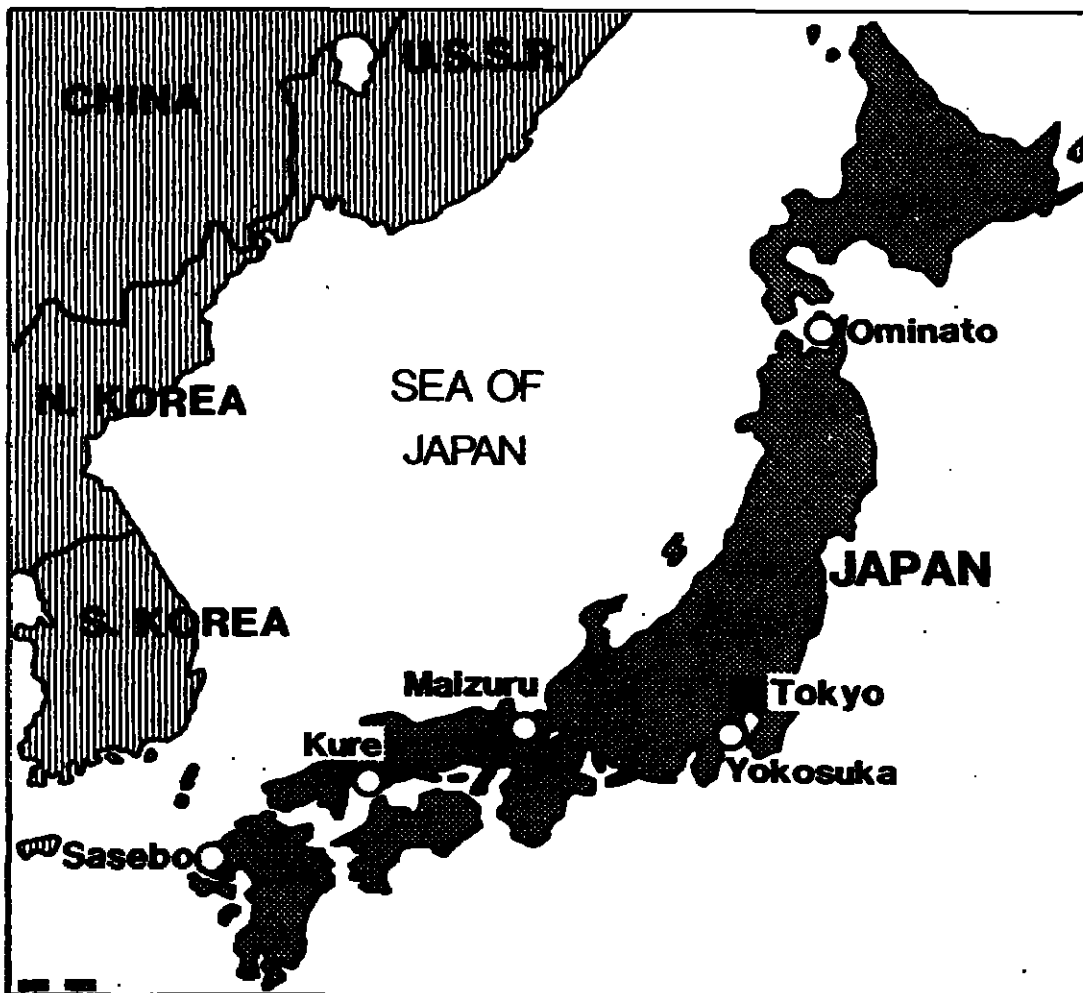 U.S.S.R.
CHINA
Ominato
N. KOREA
SEA OF
JAPAN
JAPAN
S. KOREA
Maizuru
Tokyo
Kure
Yokosuka
Sasebo